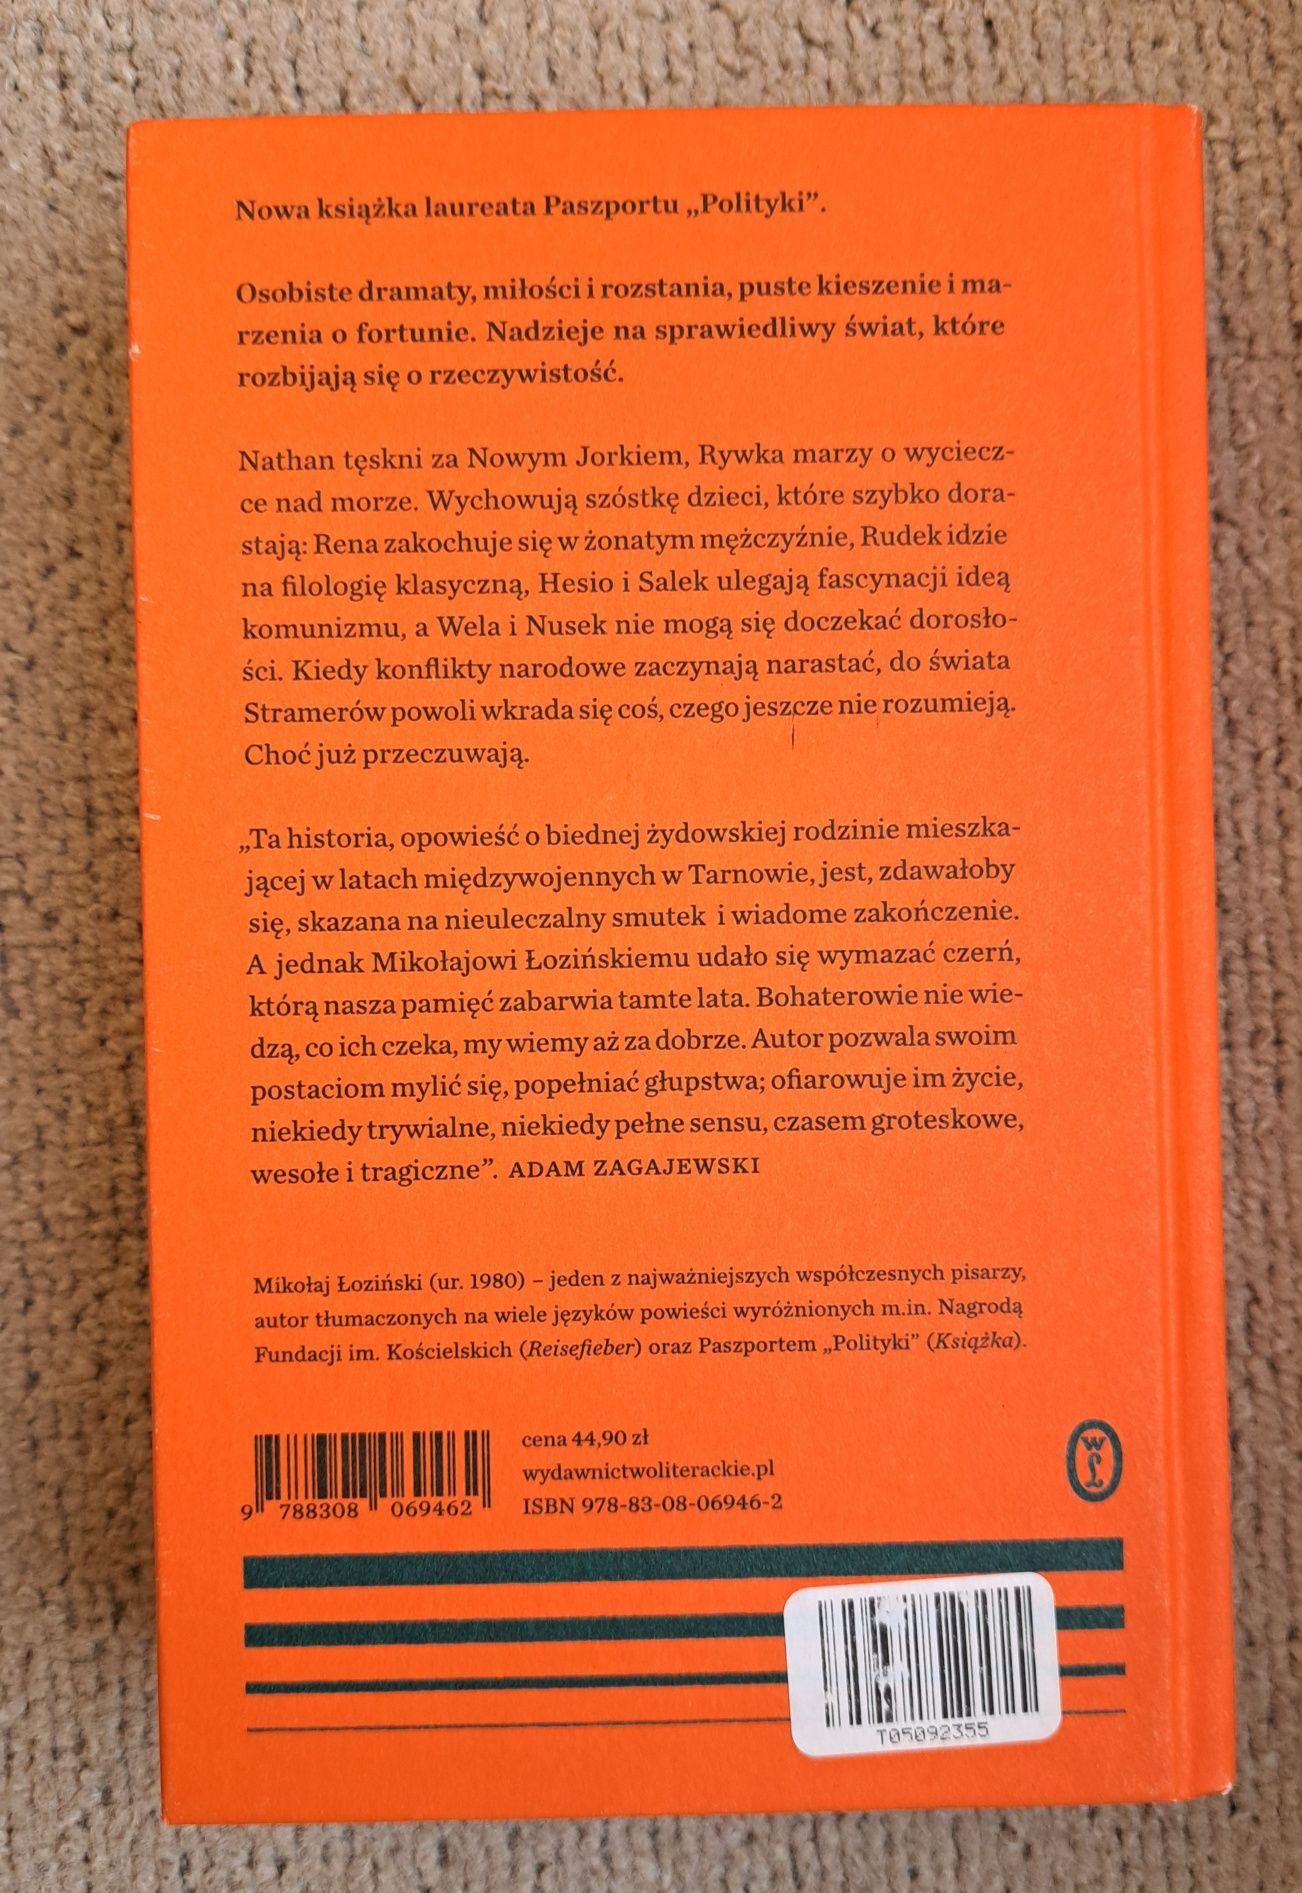 Nowa książka laureata Paszportu „Polityki”.
Osobiste dramaty, miłości i rozstania, puste kieszenie i ma-
rzenia o fortunie. Nadzieje na sprawiedliwy świat, które
rozbijają się o rzeczywistość.
Nathan tęskni za Nowym Jorkiem, Rywka marzy o wyciecz-
ce nad morze. Wychowują szóstkę dzieci, które szybko dora-
stają: Rena zakochuje się w żonatym mężczyźnie, Rudek idzie
na filologię klasyczną, Hesio i Salek ulegają fascynacji ideą
komunizmu, a Wela i Nusek nie mogą się doczekać dorosło-
ści. Kiedy konflikty narodowe zaczynają narastać, do świata
Stramerów powoli wkrada się coś, czego jeszcze nie rozumieją.
Choć już przeczuwają.
„Ta historia, opowieść o biednej żydowskiej rodzinie mieszka-
jącej w latach międzywojennych w Tarnowie, jest, zdawałoby
się, skazana na nieuleczalny smutek i wiadome zakończenie.
A jednak Mikołajowi Łozińskiemu udało się wymazać czerń,
którą nasza pamięć zabarwia tamte lata. Bohaterowie nie wie-
dzą, co ich czeka, my wiemy aż za dobrze. Autor pozwala swoim
postaciom mylić się, popełniać głupstwa; ofiarowuje im życie,
niekiedy trywialne, niekiedy pełne sensu, czasem groteskowe,
wesołe i tragiczne”. ADAM ZAGAJEWSKI
Mikołaj Łoziński (ur. 1980) – jeden z najważniejszych współczesnych pisarzy,
autor tłumaczonych na wiele języków powieści wyróżnionych m.in. Nagrodą
Fundacji im. Kościelskich (Reisefieber) oraz Paszportem „Polityki” (Książka).
cena 44,90 zł
wydawnictwoliterackie.pl
ISBN 978-83-08-06946-2
9 788308 069462
WL
T05092355